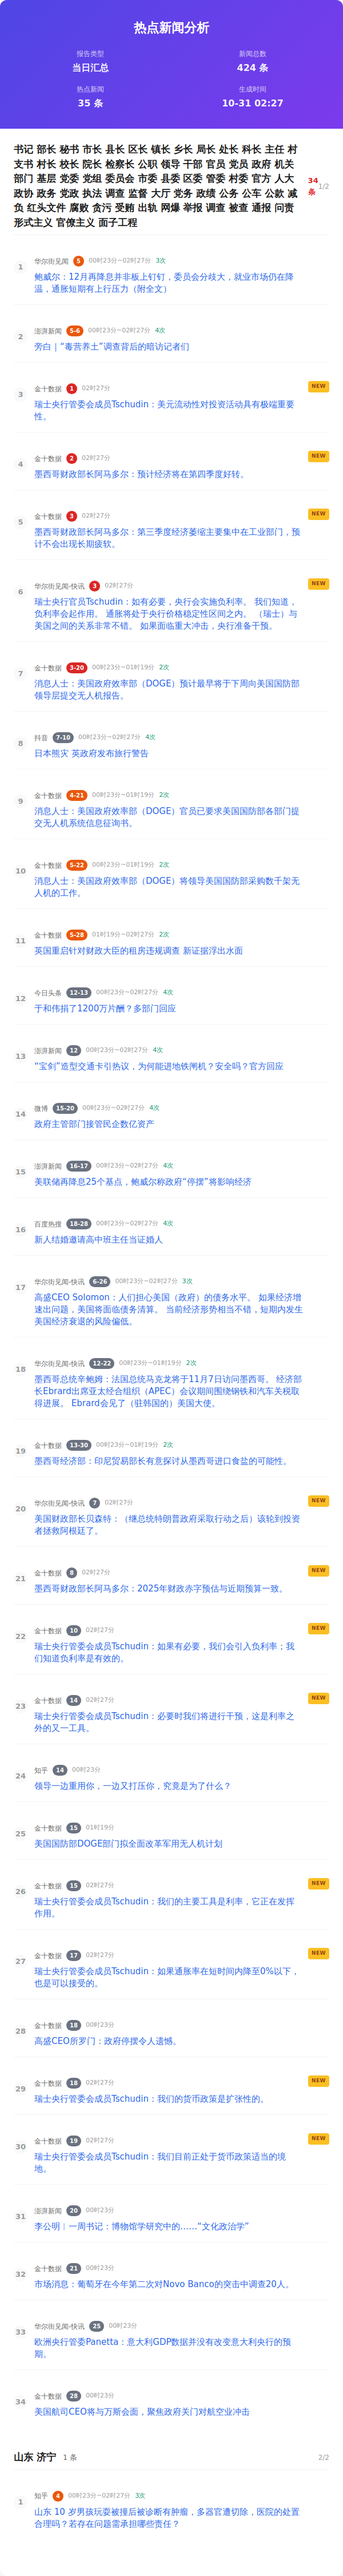 热点新闻分析
报告类型
当日汇总
新闻总数
424 条
热点新闻
35 条
生成时间
10-31 02:27
书记 部长 秘书 市长 县长 区长 镇长 乡长 局长 处长 科长 主任 村
支书 村长 校长 院长 检察长 公职 领导 干部 官员 党员 政府 机关
部门 基层 党委 党组 委员会 市委 县委 区委 管委 村委 官方 人大
政协 政务 党政 执法 调查 监督 大厅 党务 政绩 公务 公车 公款 减
负 红头文件 腐败 贪污 受贿 出轨 网爆 举报 调查 被查 通报 问责
形式主义 官僚主义 面子工程
34
条
1/2
1
华尔街见闻 5 00时23分~02时27分 3次
鲍威尔：12月再降息并非板上钉钉，委员会分歧大，就业市场仍在降
温，通胀短期有上行压力（附全文）
2
澎湃新闻 5-6 00时23分~02时27分 4次
旁白｜“毒营养土”调查背后的暗访记者们
3
金十数据 1 02时27分
NEW
瑞士央行管委会成员Tschudin：美元流动性对投资活动具有极端重要
性。
4
金十数据 2 02时27分
NEW
墨西哥财政部长阿马多尔：预计经济将在第四季度好转。
5
金十数据 3 02时27分
NEW
墨西哥财政部长阿马多尔：第三季度经济萎缩主要集中在工业部门，预
计不会出现长期疲软。
6
华尔街见闻-快讯 3 02时27分
NEW
瑞士央行官员Tschudin：如有必要，央行会实施负利率。 我们知道，
负利率会起作用。 通胀将处于央行价格稳定性区间之内。 （瑞士）与
美国之间的关系非常不错。 如果面临重大冲击，央行准备干预。
7
金十数据 3-20 00时23分~01时19分 2次
消息人士：美国政府效率部（DOGE）预计最早将于下周向美国国防部
领导层提交无人机报告。
8
抖音 7-10 00时23分~02时27分 4次
日本熊灾 英政府发布旅行警告
9
金十数据 4-21 00时23分~01时19分 2次
消息人士：美国政府效率部（DOGE）官员已要求美国国防部各部门提
交无人机系统信息征询书。
10
金十数据 5-22 00时23分~01时19分 2次
消息人士：美国政府效率部（DOGE）将领导美国国防部采购数千架无
人机的工作。
11
金十数据 5-28 01时19分~02时27分 2次
英国重启针对财政大臣的租房违规调查 新证据浮出水面
12
今日头条 12-13 00时23分~02时27分 4次
于和伟捐了1200万片酬？多部门回应
13
澎湃新闻 12 00时23分~02时27分 4次
“宝剑”造型交通卡引热议，为何能进地铁闸机？安全吗？官方回应
14
微博 15-20 00时23分~02时27分 4次
政府主管部门接管民企数亿资产
15
澎湃新闻 16-17 00时23分~02时27分 4次
美联储再降息25个基点，鲍威尔称政府“停摆”将影响经济
16
百度热搜 18-28 00时23分~02时27分 4次
新人结婚邀请高中班主任当证婚人
17
华尔街见闻-快讯 6-26 00时23分~02时27分 3次
高盛CEO Solomon：人们担心美国（政府）的债务水平。 如果经济增
速出问题，美国将面临债务清算。 当前经济形势相当不错，短期内发生
美国经济衰退的风险偏低。
18
华尔街见闻-快讯 12-22 00时23分~01时19分 2次
墨西哥总统辛鲍姆：法国总统马克龙将于11月7日访问墨西哥。 经济部
长Ebrard出席亚太经合组织（APEC）会议期间围绕钢铁和汽车关税取
得进展。 Ebrard会见了（驻韩国的）美国大使。
19
金十数据 13-30 00时23分~01时19分 2次
墨西哥经济部：印尼贸易部长有意探讨从墨西哥进口食盐的可能性。
20
华尔街见闻-快讯 7 02时27分
NEW
美国财政部长贝森特：（继总统特朗普政府采取行动之后）该轮到投资
者拯救阿根廷了。
21
金十数据 8 02时27分
NEW
墨西哥财政部长阿马多尔：2025年财政赤字预估与近期预算一致。
22
金十数据 10 02时27分
NEW
瑞士央行管委会成员Tschudin：如果有必要，我们会引入负利率；我
们知道负利率是有效的。
23
金十数据 14 02时27分
NEW
瑞士央行管委会成员Tschudin：必要时我们将进行干预，这是利率之
外的又一工具。
24
知乎 14 00时23分
领导一边重用你，一边又打压你，究竟是为了什么？
25
金十数据 15 01时19分
美国国防部DOGE部门拟全面改革军用无人机计划
26
金十数据 15 02时27分
NEW
瑞士央行管委会成员Tschudin：我们的主要工具是利率，它正在发挥
作用。
27
金十数据 17 02时27分
NEW
瑞士央行管委会成员Tschudin：如果通胀率在短时间内降至0%以下，
也是可以接受的。
28
金十数据 18 00时23分
高盛CEO所罗门：政府停摆令人遗憾。
29
金十数据 18 02时27分
NEW
瑞士央行管委会成员Tschudin：我们的货币政策是扩张性的。
30
金十数据 19 02时27分
NEW
瑞士央行管委会成员Tschudin：我们目前正处于货币政策适当的境
地。
31
澎湃新闻 20 00时23分
李公明︱一周书记：博物馆学研究中的……“文化政治学”
32
金十数据 21 00时23分
市场消息：葡萄牙在今年第二次对Novo Banco的突击中调查20人。
33
华尔街见闻-快讯 25 00时23分
欧洲央行管委Panetta：意大利GDP数据并没有改变意大利央行的预
期。
34
金十数据 28 00时23分
美国航司CEO将与万斯会面，聚焦政府关门对航空业冲击
山东 济宁 1 条
2/2
1
知乎 4 00时23分~02时27分 3次
山东 10 岁男孩玩耍被撞后被诊断有肿瘤，多器官遭切除，医院的处置
合理吗？若存在问题需承担哪些责任？